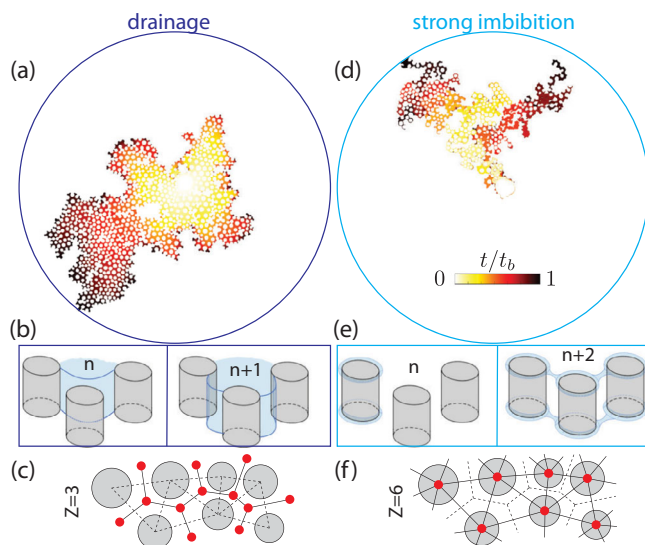 drainage
strong imbibition
(a)
(d)
t/t_b
0
1
(b)
n
n+1
(e)
n
n+2
(c)
Z=3
(f)
Z=6